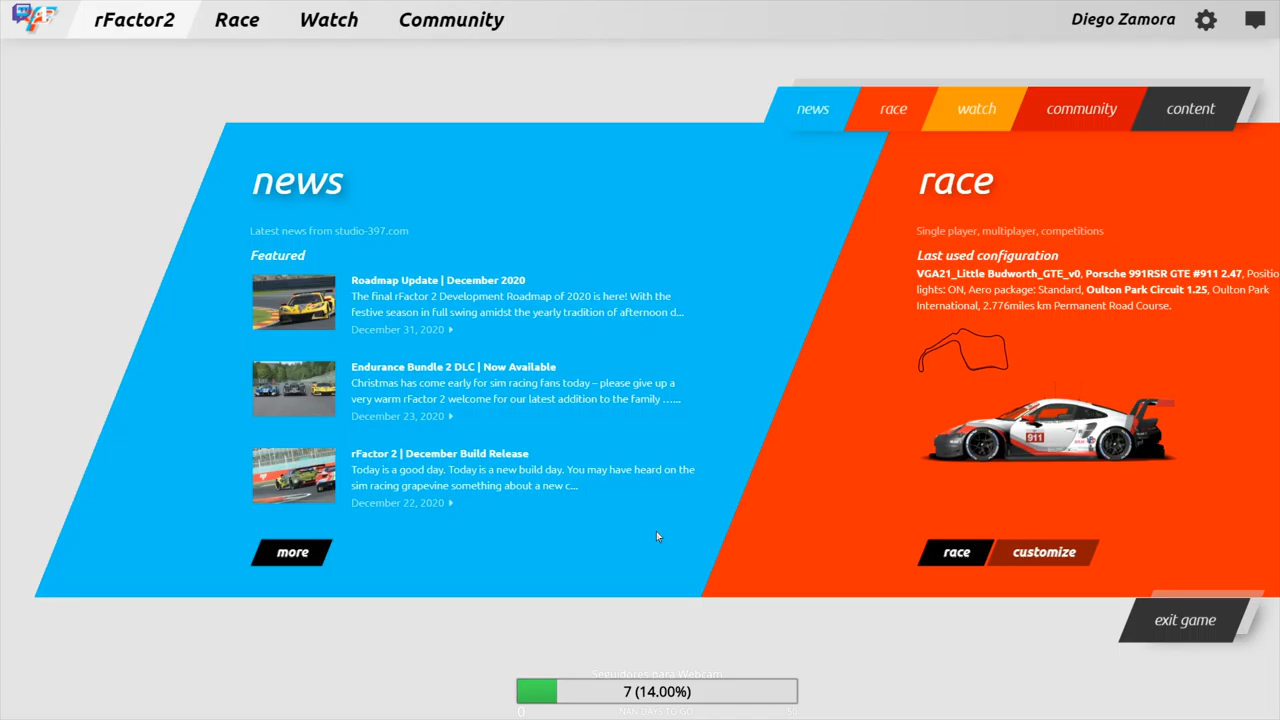 rFactor2 Race Watch Community Diego Zamora
news race watch community content
news
Latest news from studio-397.com
Featured
Roadmap Update | December 2020
The final rFactor 2 Development Roadmap of 2020 is here! With the
festive season in full swing amidst the yearly tradition of afternoon d...
December 31, 2020
Endurance Bundle 2 DLC | Now Available
Christmas has come early for sim racing fans today – please give up a
very warm rFactor 2 welcome for our latest addition to the family …...
December 23, 2020
rFactor 2 | December Build Release
Today is a good day. Today is a new build day. You may have heard on the
sim racing grapevine something about a new c...
December 22, 2020
more
race
Single player, multiplayer, competitions
Last used configuration
VGA21_Little Budworth_GTE_v0, Porsche 991RSR GTE #911 2.47, Positio
lights: ON, Aero package: Standard, Oulton Park Circuit 1.25, Oulton Park
International, 2.776miles km Permanent Road Course.
911
race customize
exit game
Seguidores para Webcam
7 (14.00%)
0 NAN DAYS TO GO 50